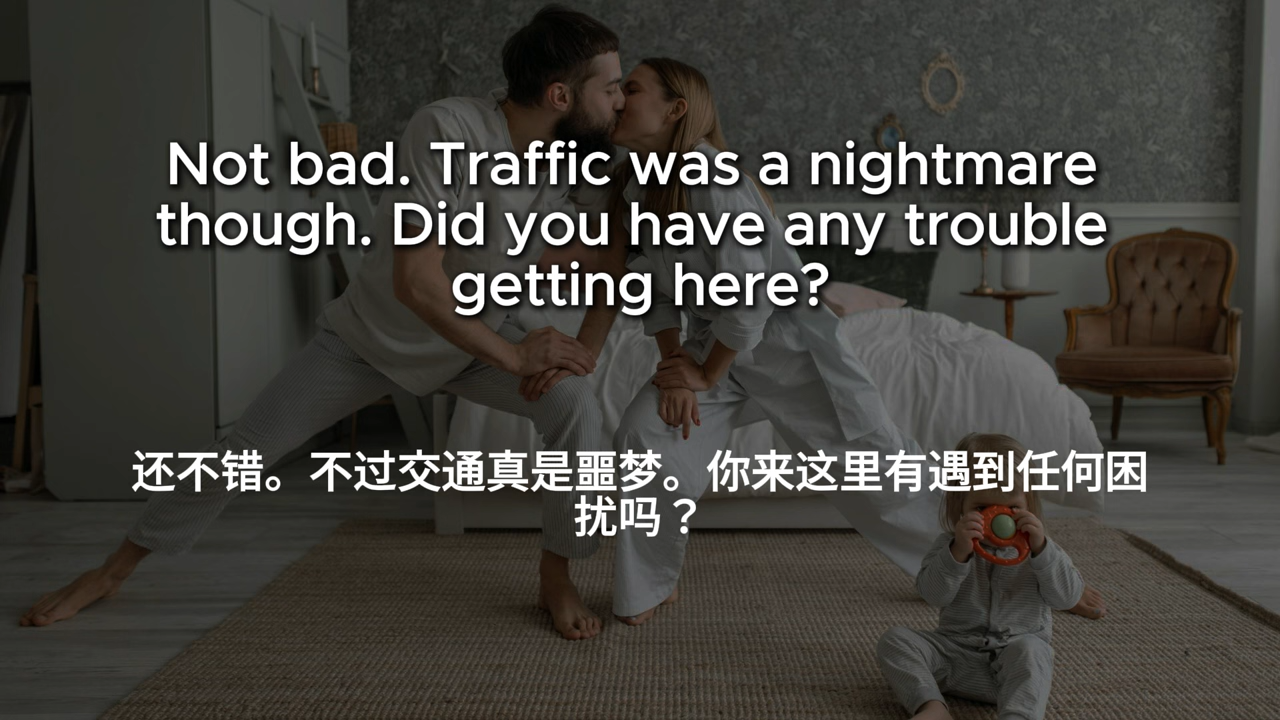 Not bad. Traffic was a nightmare
though. Did you have any trouble
getting here?
还不错。不过交通真是噩梦。你来这里有遇到任何困
扰吗？